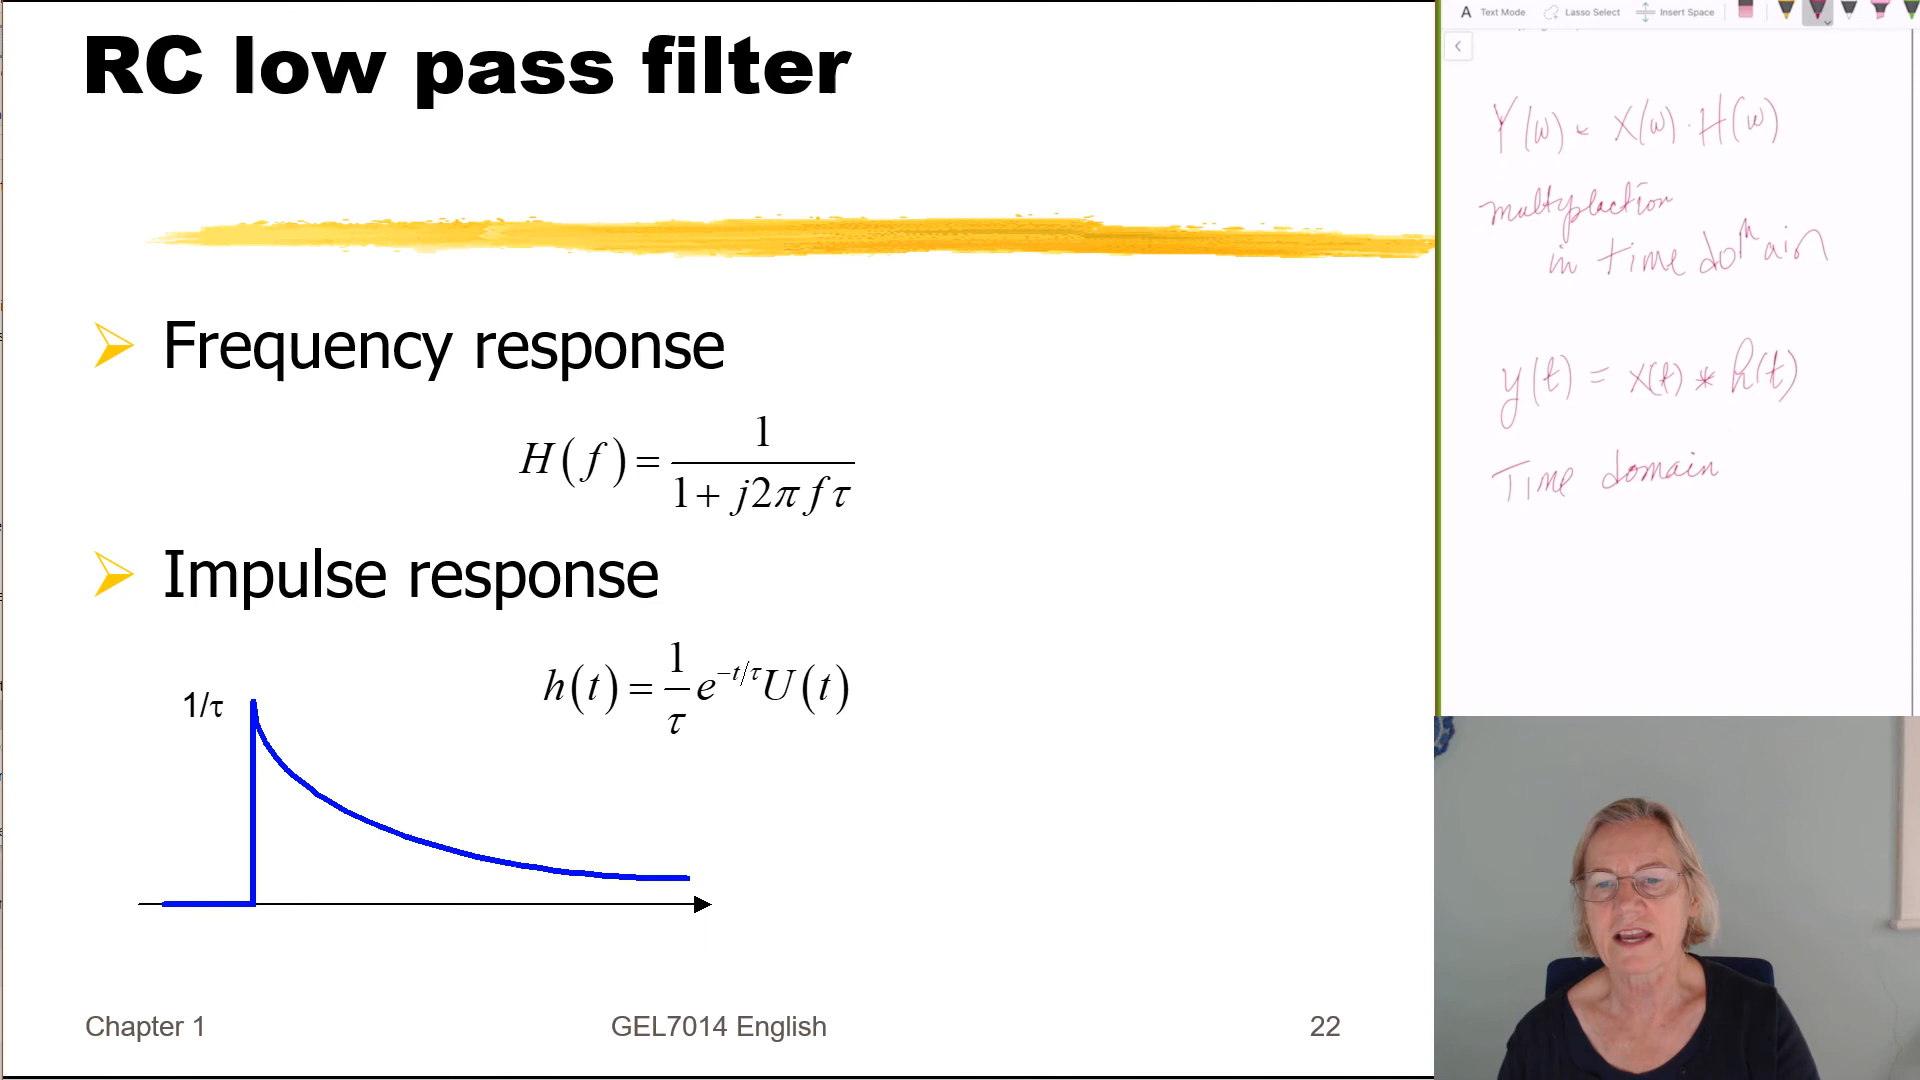 RC low pass filter
Frequency response
H(f) = 1 / (1 + j2πfτ)
Impulse response
h(t) = 1/τ e^{-t/τ} U(t)
1/τ
Chapter 1
GEL7014 English
22
A Text Mode Lasso Select Insert Space
Y(ω) = X(ω) · H(ω)
multyplaction
in time domain
y(t) = x(t) * h(t)
Time domain